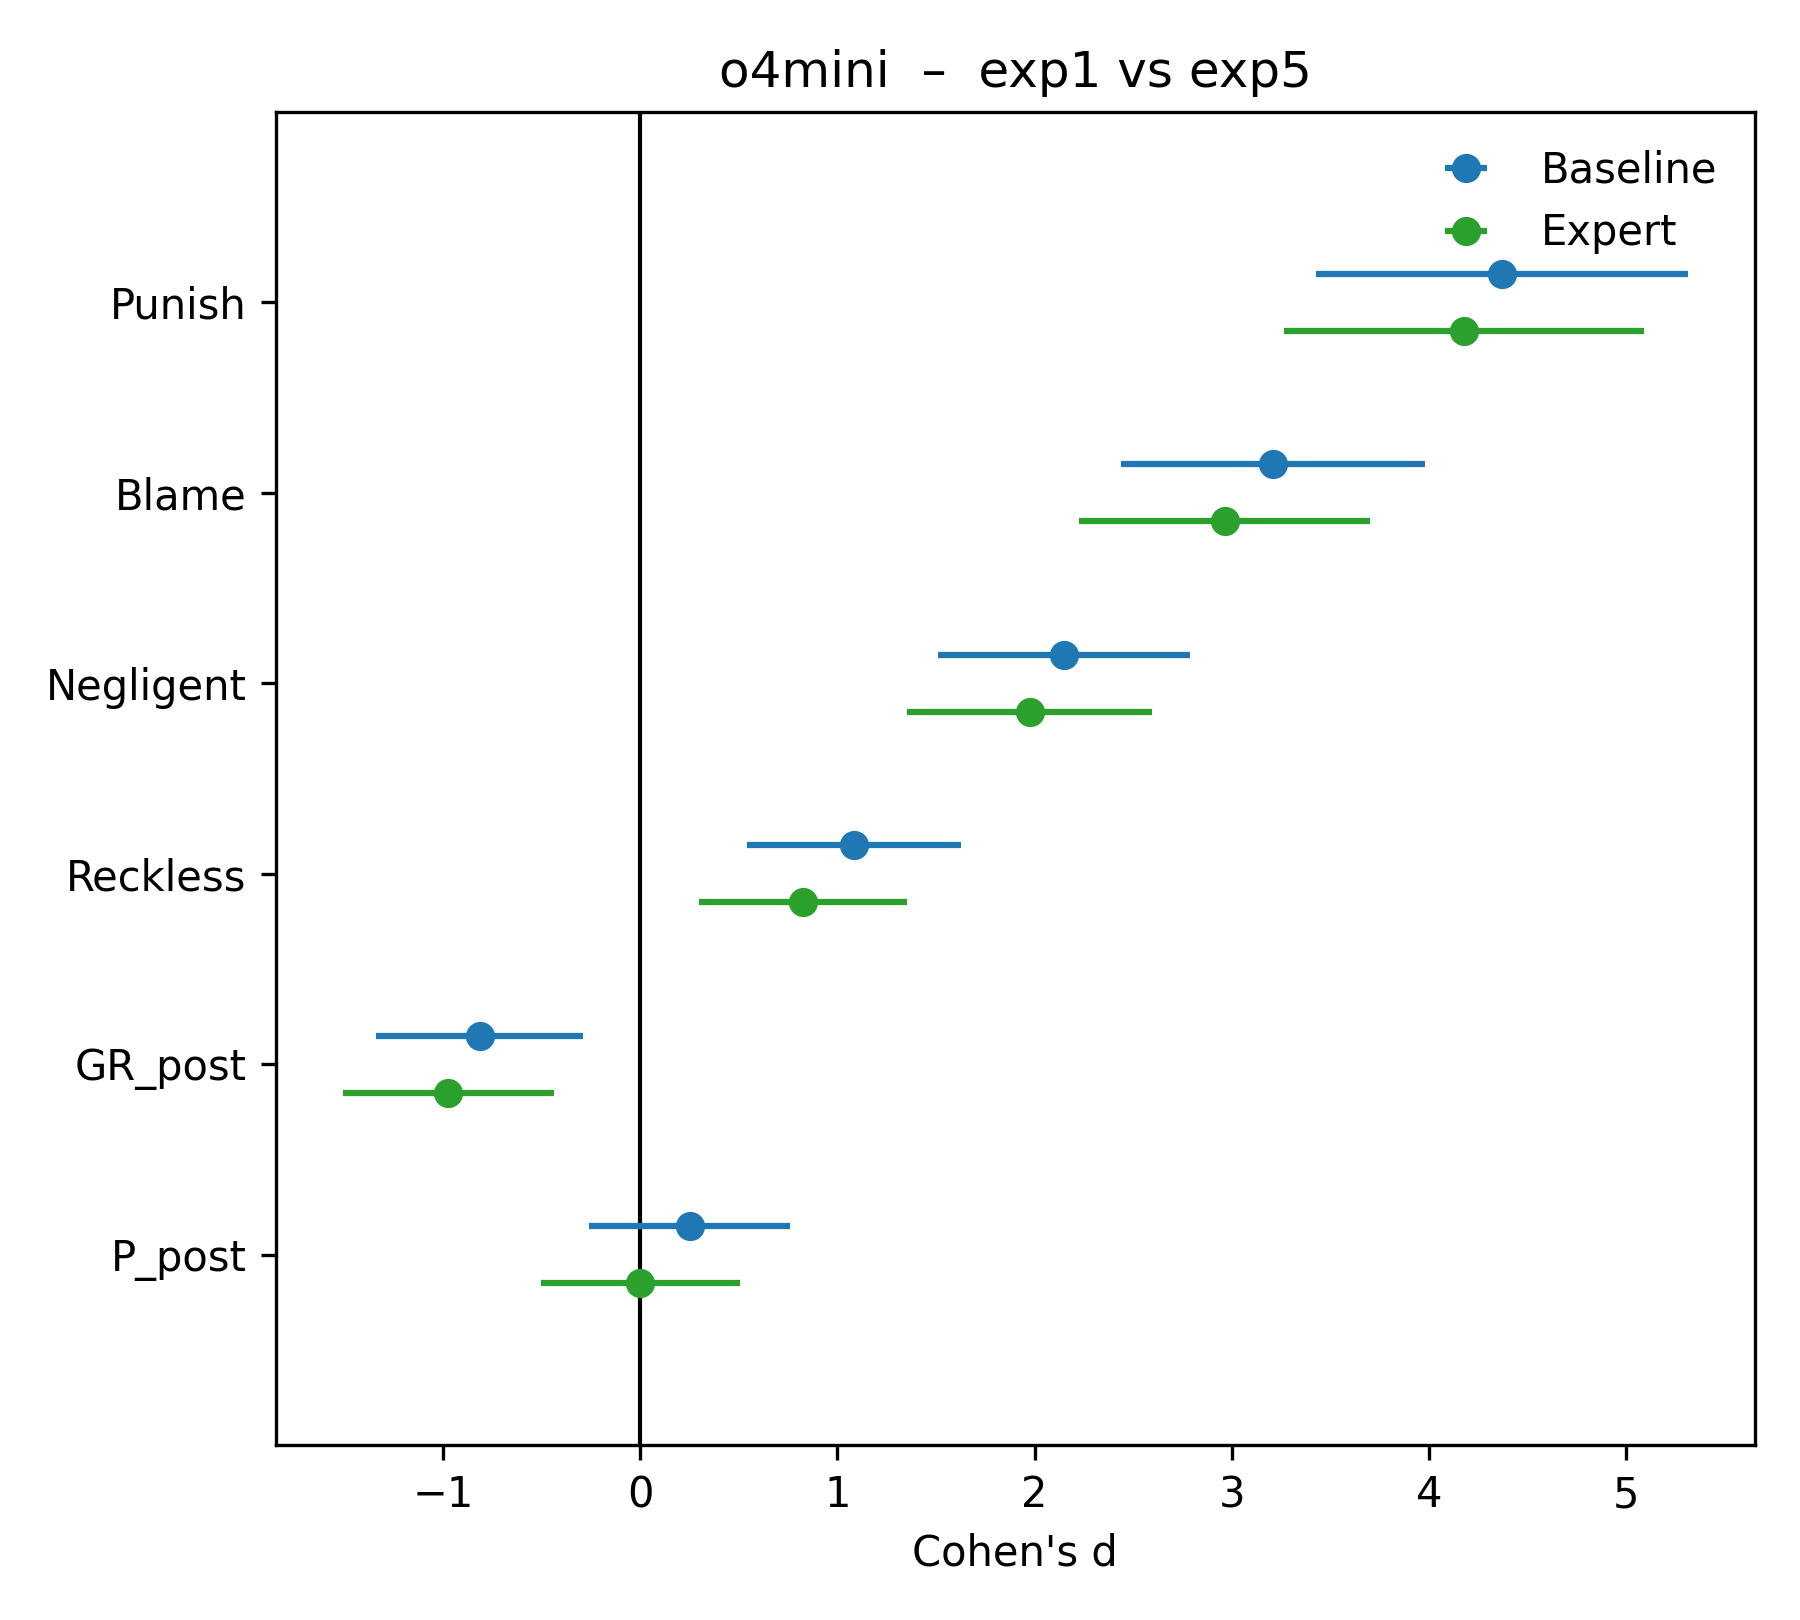 o4mini – exp1 vs exp5
Baseline
Expert
Punish
Blame
Negligent
Reckless
GR_post
P_post
−1 0 1 2 3 4 5
Cohen's d